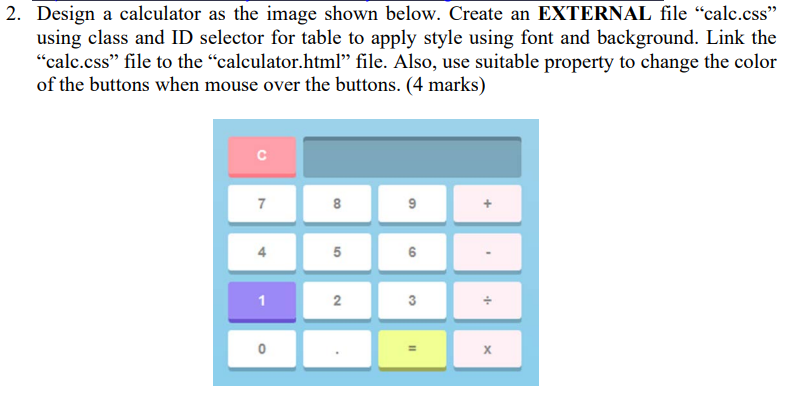 2. Design a calculator as the image shown below. Create an EXTERNAL file “calc.css”
using class and ID selector for table to apply style using font and background. Link the
“calc.css” file to the “calculator.html” file. Also, use suitable property to change the color
of the buttons when mouse over the buttons. (4 marks)
C
7 8 9 +
4 5 6 -
1 2 3 ÷
0 . = x